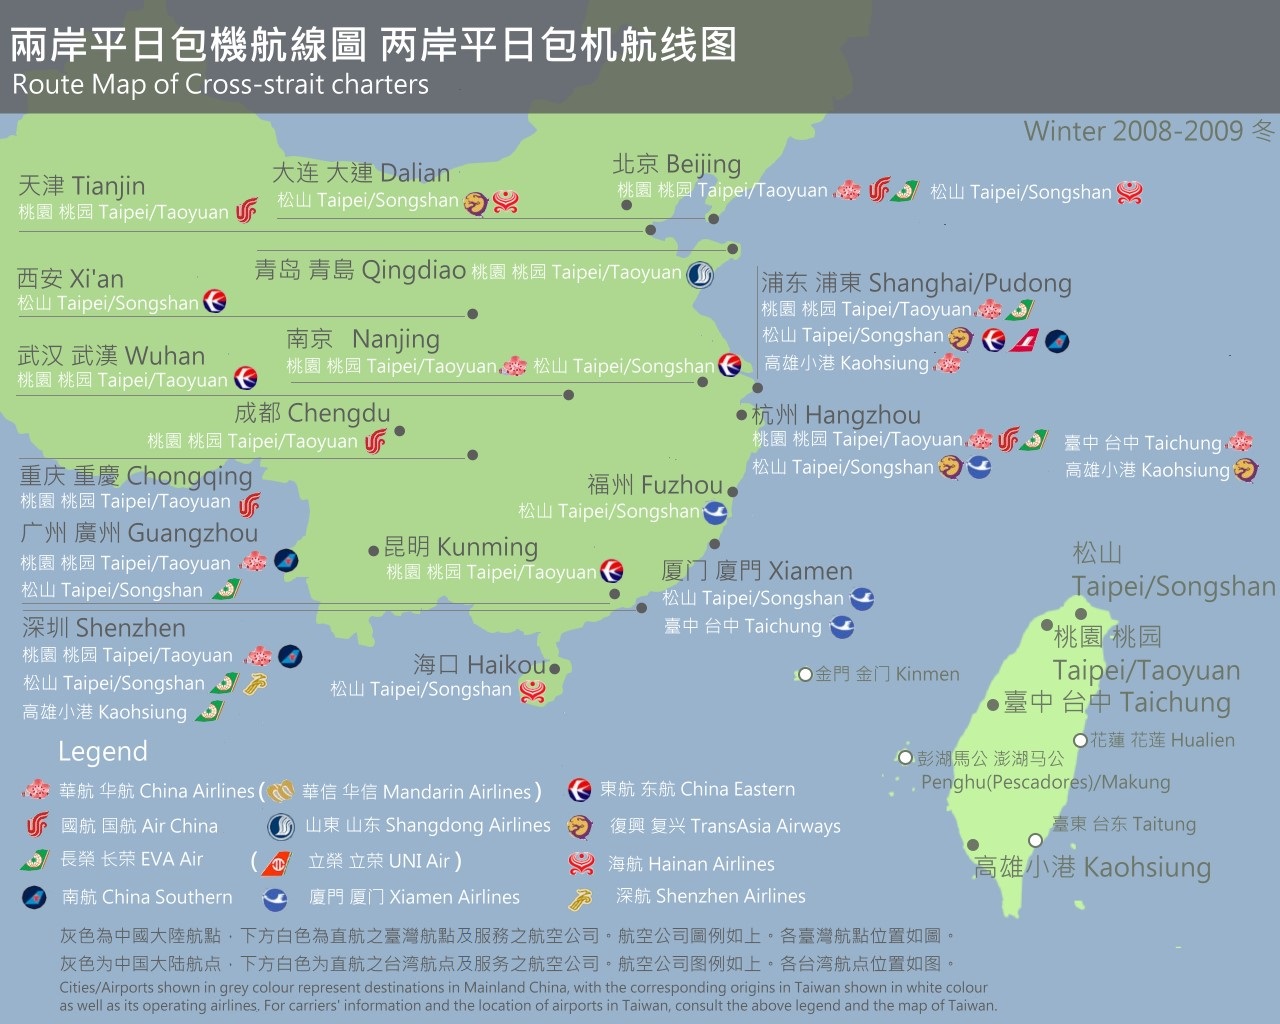 兩岸平日包機航線圖 两岸平日包机航线图
Route Map of Cross-strait charters
Winter 2008-2009 冬
天津 Tianjin
桃園 桃园 Taipei/Taoyuan
大连 大連 Dalian
松山 Taipei/Songshan
北京 Beijing
桃園 桃园 Taipei/Taoyuan
松山 Taipei/Songshan
青岛 青島 Qingdiao 桃園 桃园 Taipei/Taoyuan
西安 Xi'an
松山 Taipei/Songshan
浦东 浦東 Shanghai/Pudong
桃園 桃园 Taipei/Taoyuan
松山 Taipei/Songshan
高雄小港 Kaohsiung
南京 Nanjing
桃園 桃园 Taipei/Taoyuan 松山 Taipei/Songshan
武汉 武漢 Wuhan
桃園 桃园 Taipei/Taoyuan
成都 Chengdu
桃園 桃园 Taipei/Taoyuan
杭州 Hangzhou
桃園 桃园 Taipei/Taoyuan
臺中 台中 Taichung
松山 Taipei/Songshan
高雄小港 Kaohsiung
重庆 重慶 Chongqing
桃園 桃园 Taipei/Taoyuan
福州 Fuzhou
松山 Taipei/Songshan
广州 廣州 Guangzhou
桃園 桃园 Taipei/Taoyuan
松山 Taipei/Songshan
昆明 Kunming
桃園 桃园 Taipei/Taoyuan
厦门 廈門 Xiamen
松山 Taipei/Songshan
臺中 台中 Taichung
深圳 Shenzhen
桃園 桃园 Taipei/Taoyuan
松山 Taipei/Songshan
高雄小港 Kaohsiung
海口 Haikou
松山 Taipei/Songshan
松山
Taipei/Songshan
桃園 桃园
Taipei/Taoyuan
臺中 台中 Taichung
金門 金门 Kinmen
花蓮 花莲 Hualien
彭湖馬公 澎湖马公
Penghu(Pescadores)/Makung
臺東 台东 Taitung
高雄小港 Kaohsiung
Legend
華航 华航 China Airlines
( 華信 华信 Mandarin Airlines )
東航 东航 China Eastern
國航 国航 Air China
山東 山东 Shangdong Airlines
復興 复兴 TransAsia Airways
長榮 长荣 EVA Air
( 立榮 立荣 UNI Air )
海航 Hainan Airlines
南航 China Southern
廈門 厦门 Xiamen Airlines
深航 Shenzhen Airlines
灰色為中國大陸航點，下方白色為直航之臺灣航點及服務之航空公司。航空公司圖例如上。各臺灣航點位置如圖。
灰色为中国大陆航点，下方白色为直航之台湾航点及服务之航空公司。航空公司图例如上。各台湾航点位置如图。
Cities/Airports shown in grey colour represent destinations in Mainland China, with the corresponding origins in Taiwan shown in white colour
as well as its operating airlines. For carriers' information and the location of airports in Taiwan, consult the above legend and the map of Taiwan.